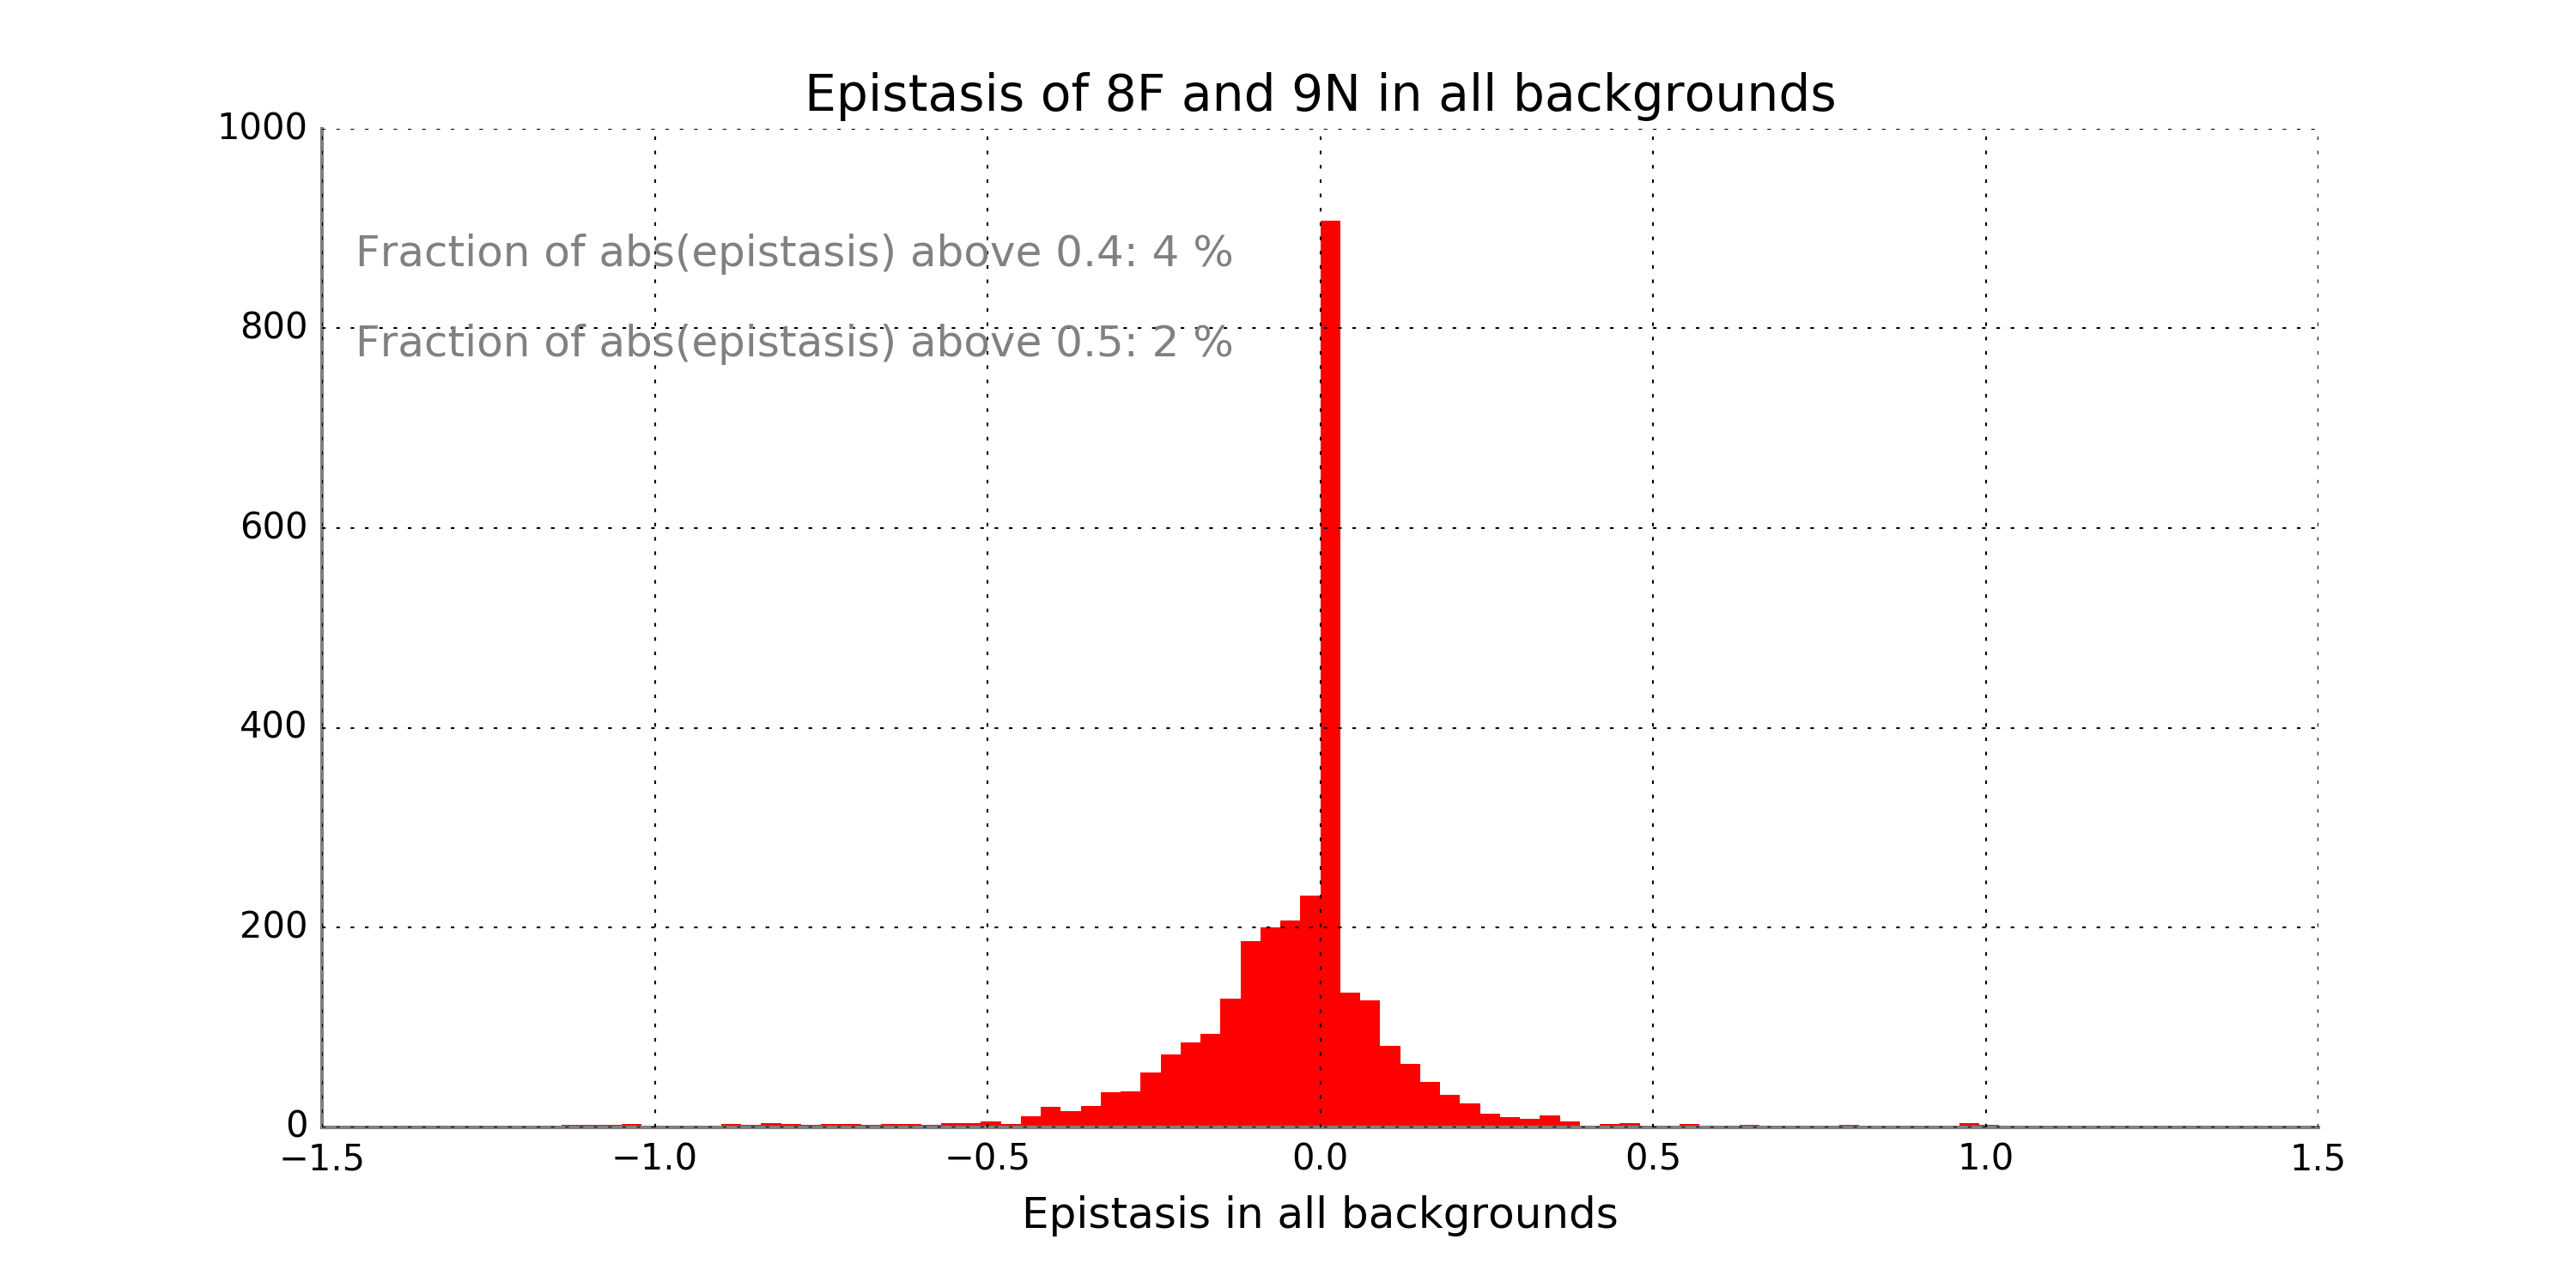 Epistasis of 8F and 9N in all backgrounds
1000
Fraction of abs(epistasis) above 0.4: 4 %
800
Fraction of abs(epistasis) above 0.5: 2 %
600
400
200
0
−1.5 −1.0 −0.5 0.0 0.5 1.0 1.5
Epistasis in all backgrounds